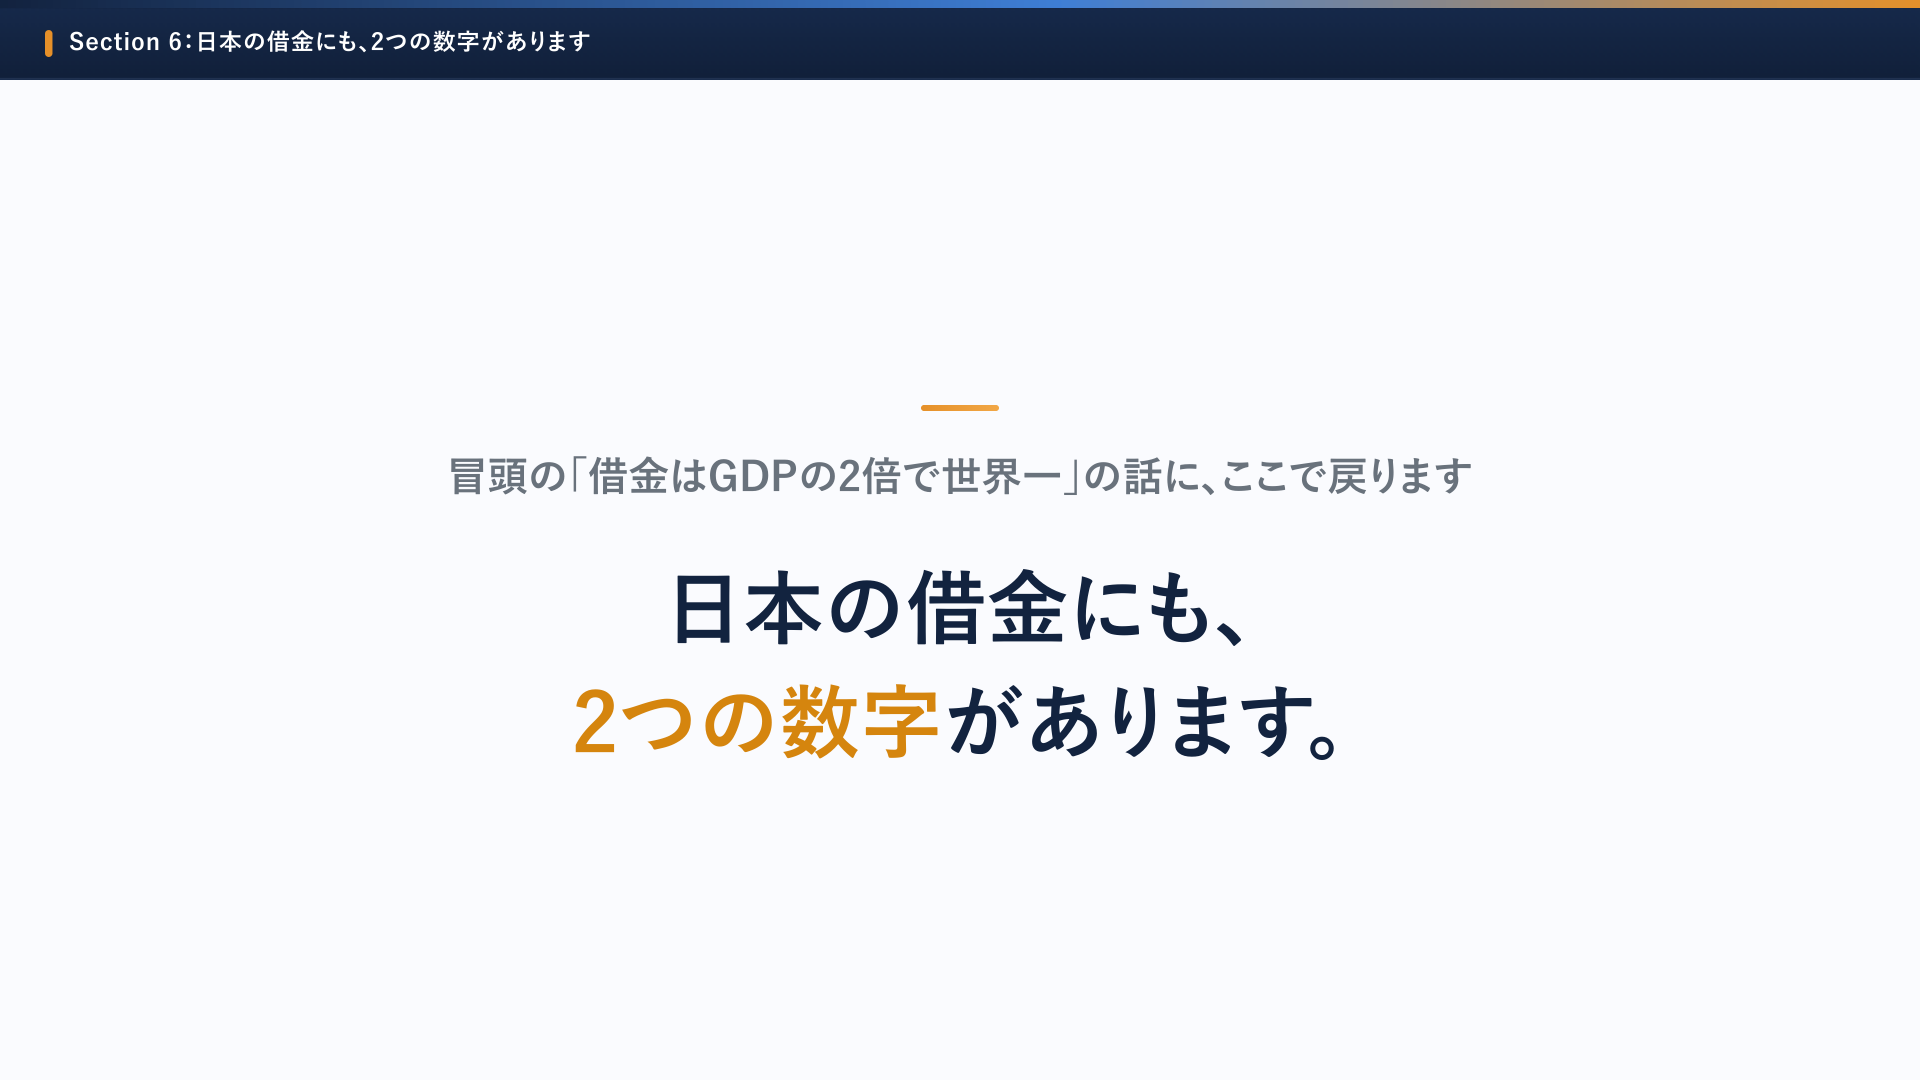 Section 6：日本の借金にも、2つの数字があります
冒頭の「借金はGDPの2倍で世界一」の話に、ここで戻ります
日本の借金にも、
2つの数字があります。